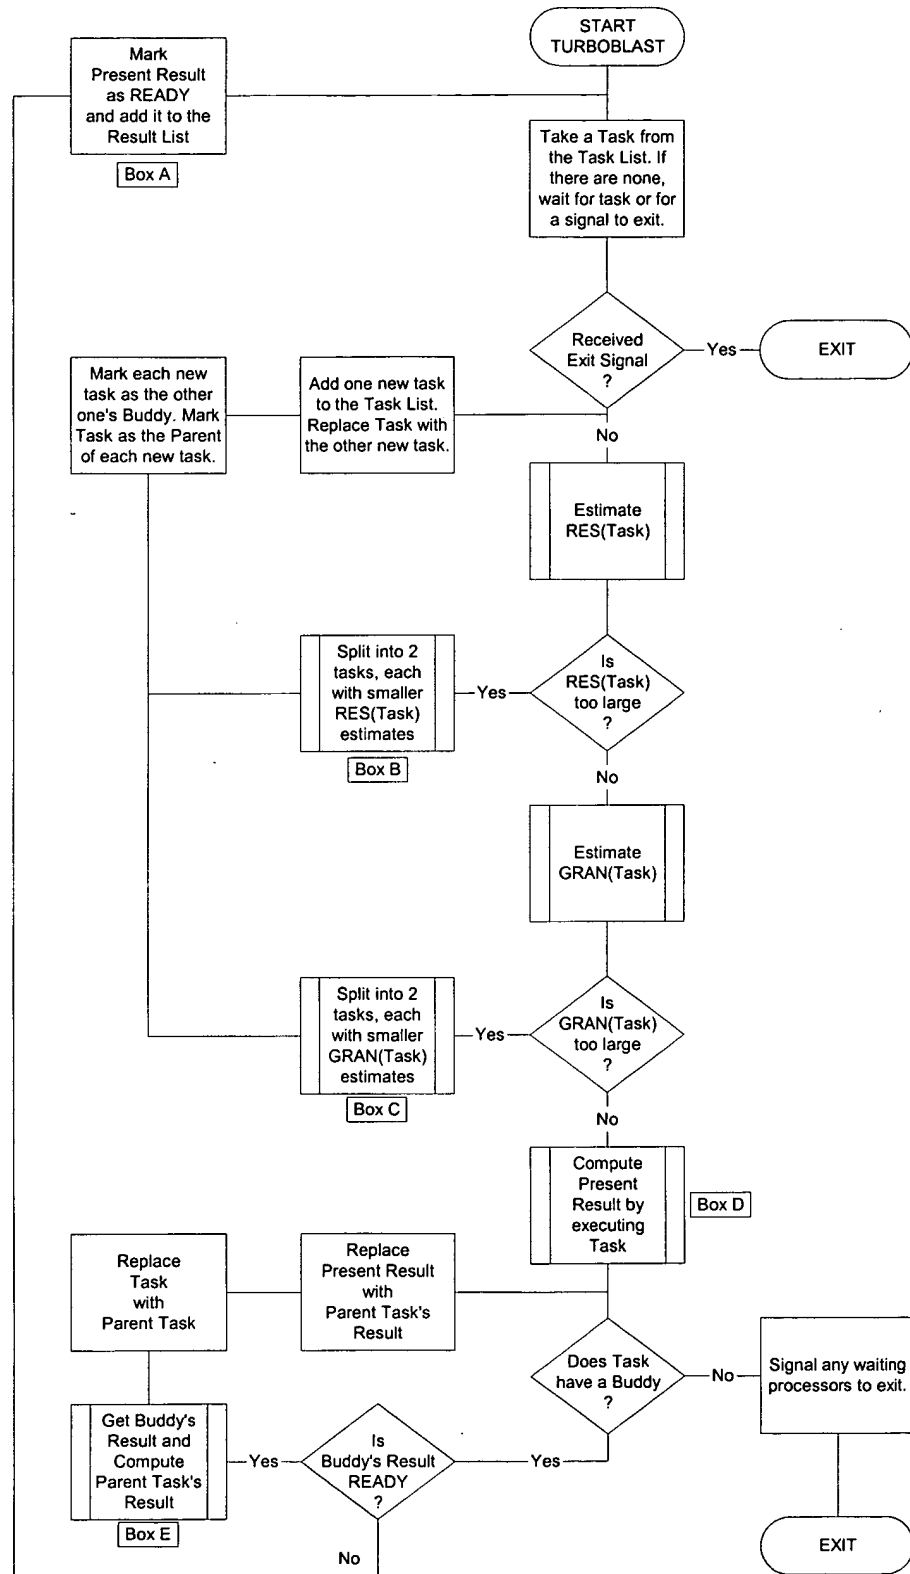 START
TURBOBLAST
Mark
Present Result
as READY
and add it to the
Result List
Box A
Take a Task from
the Task List. If
there are none,
wait for task or for
a signal to exit.
Received
Exit Signal
?
Yes
EXIT
No
Mark each new
task as the other
one's Buddy. Mark
Task as the Parent
of each new task.
Add one new task
to the Task List.
Replace Task with
the other new task.
Estimate
RES(Task)
Is
RES(Task)
too large
?
Yes
Split into 2
tasks, each
with smaller
RES(Task)
estimates
Box B
No
Estimate
GRAN(Task)
Is
GRAN(Task)
too large
?
Yes
Split into 2
tasks, each
with smaller
GRAN(Task)
estimates
Box C
No
Compute
Present
Result by
executing
Task
Box D
Replace
Task
with
Parent Task
Replace
Present Result
with
Parent Task's
Result
Does Task
have a Buddy
?
No
Signal any waiting
processors to exit.
EXIT
Yes
Is
Buddy's Result
READY
?
Yes
Get Buddy's
Result and
Compute
Parent Task's
Result
Box E
No